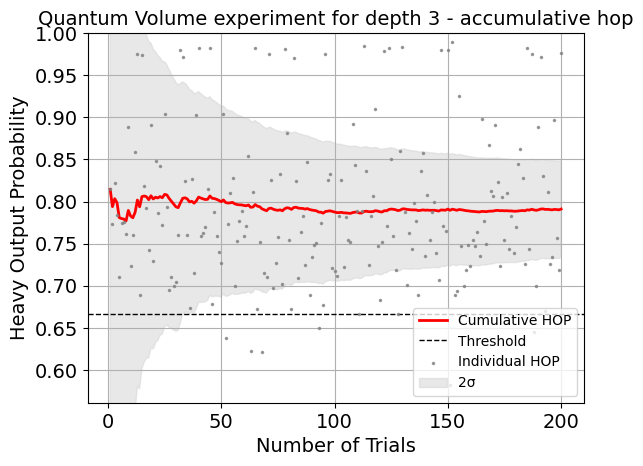 Quantum Volume experiment for depth 3 - accumulative hop
Heavy Output Probability
1.00
0.95
0.90
0.85
0.80
0.75
0.70
0.65
0.60
Cumulative HOP
Threshold
Individual HOP
2σ
0 50 100 150 200
Number of Trials